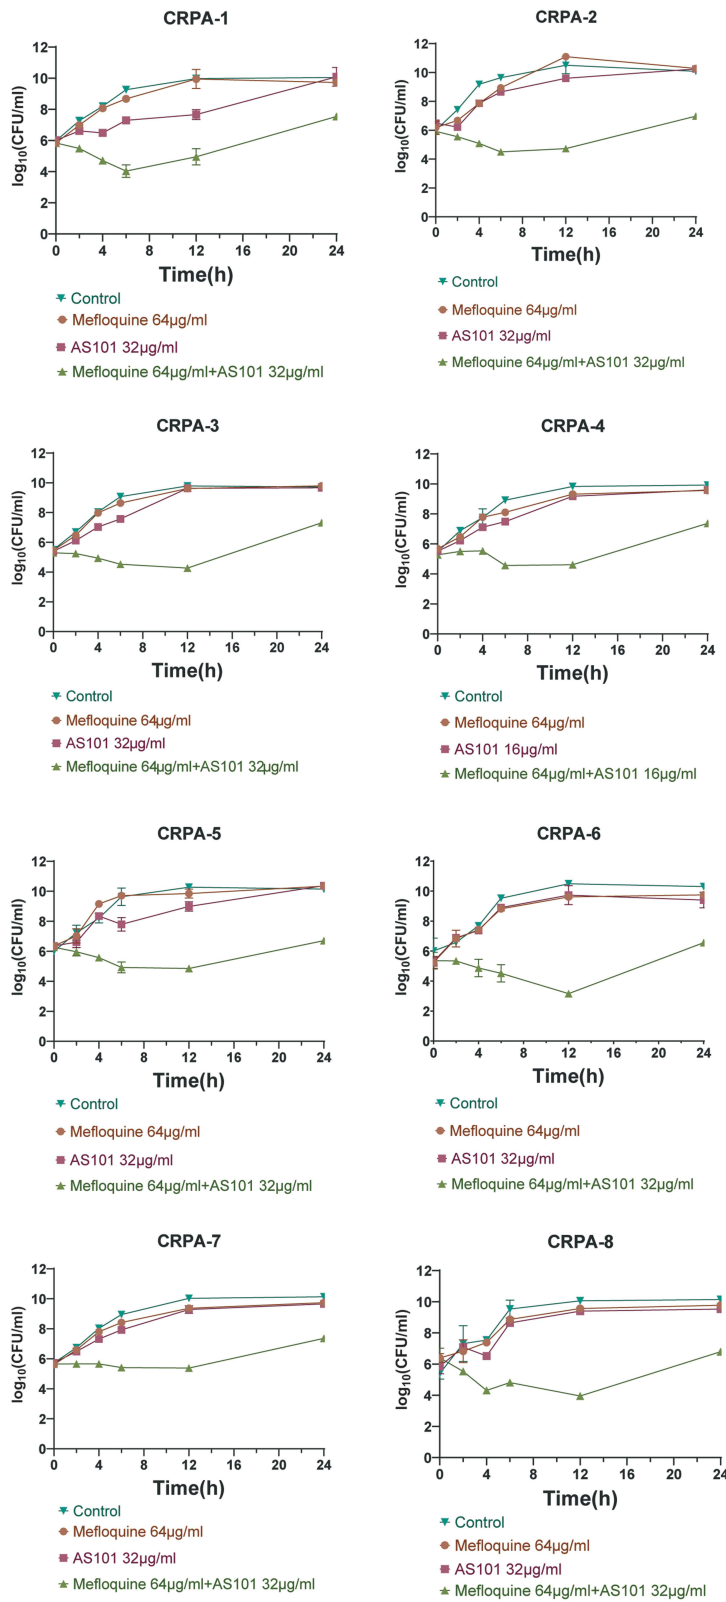 CRPA-1
12
10
8
6
4
2
0
log10(CFU/ml)
0 4 8 12 16 20 24
Time(h)
Control
Mefloquine 64µg/ml
AS101 32µg/ml
Mefloquine 64µg/ml+AS101 32µg/ml
CRPA-2
12
10
8
6
4
2
0
log10(CFU/ml)
0 4 8 12 16 20 24
Time(h)
Control
Mefloquine 64µg/ml
AS101 32µg/ml
Mefloquine 64µg/ml+AS101 32µg/ml
CRPA-3
12
10
8
6
4
2
0
log10(CFU/ml)
0 4 8 12 16 20 24
Time(h)
Control
Mefloquine 64µg/ml
AS101 32µg/ml
Mefloquine 64µg/ml+AS101 32µg/ml
CRPA-4
12
10
8
6
4
2
0
log10(CFU/ml)
0 4 8 12 16 20 24
Time(h)
Control
Mefloquine 64µg/ml
AS101 16µg/ml
Mefloquine 64µg/ml+AS101 16µg/ml
CRPA-5
12
10
8
6
4
2
0
log10(CFU/ml)
0 4 8 12 16 20 24
Time(h)
Control
Mefloquine 64µg/ml
AS101 32µg/ml
Mefloquine 64µg/ml+AS101 32µg/ml
CRPA-6
12
10
8
6
4
2
0
log10(CFU/ml)
0 4 8 12 16 20 24
Time(h)
Control
Mefloquine 64µg/ml
AS101 32µg/ml
Mefloquine 64µg/ml+AS101 32µg/ml
CRPA-7
12
10
8
6
4
2
0
log10(CFU/ml)
0 4 8 12 16 20 24
Time(h)
Control
Mefloquine 64µg/ml
AS101 32µg/ml
Mefloquine 64µg/ml+AS101 32µg/ml
CRPA-8
12
10
8
6
4
2
0
log10(CFU/ml)
0 4 8 12 16 20 24
Time(h)
Control
Mefloquine 64µg/ml
AS101 32µg/ml
Mefloquine 64µg/ml+AS101 32µg/ml